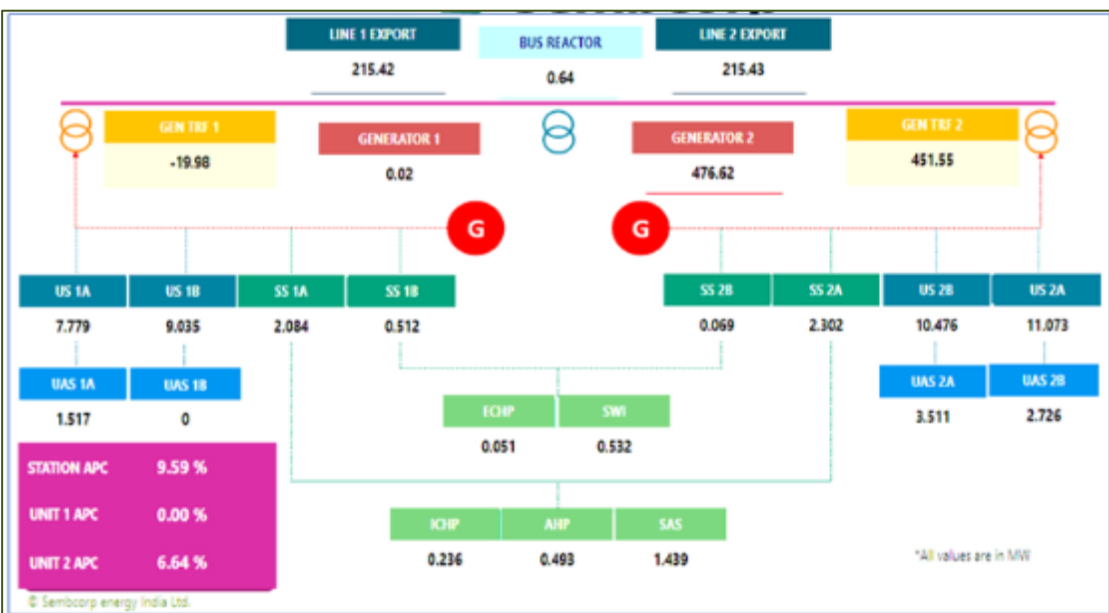 LINE 1 EXPORT BUS REACTOR LINE 2 EXPORT
215.42 0.64 215.43
GEN TRF 1 GENERATOR 1 GENERATOR 2 GEN TRF 2
-19.98 0.02 476.62 451.55
G G
US 1A US 1B SS 1A SS 1B SS 2B SS 2A US 2B US 2A
7.779 9.035 2.084 0.512 0.069 2.302 10.476 11.073
UAS 1A UAS 1B UAS 2A UAS 2B
1.517 0 3.511 2.726
ECHP SWI
0.051 0.532
STATION APC 9.59 %
UNIT 1 APC 0.00 %
ICHP AHP SAS
0.236 0.493 1.439
*All values are in MW
UNIT 2 APC 6.64 %
© Sembcorp energy India Ltd.